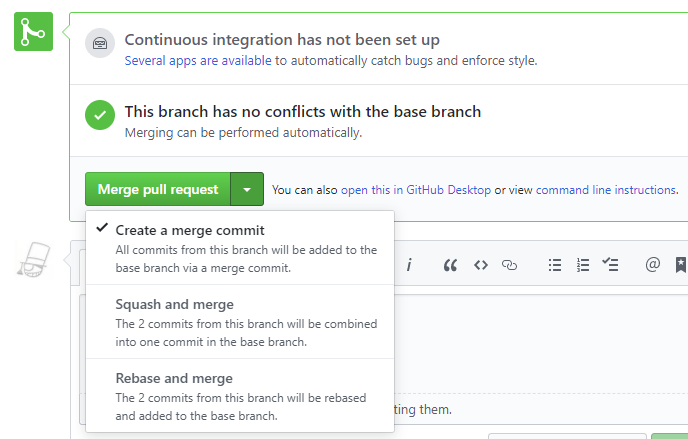 Continuous integration has not been set up
Several apps are available to automatically catch bugs and enforce style.
This branch has no conflicts with the base branch
Merging can be performed automatically.
Merge pull request
You can also open this in GitHub Desktop or view command line instructions.
Create a merge commit
All commits from this branch will be added to the
base branch via a merge commit.
Squash and merge
The 2 commits from this branch will be combined
into one commit in the base branch.
Rebase and merge
The 2 commits from this branch will be rebased
and added to the base branch.
ting them.